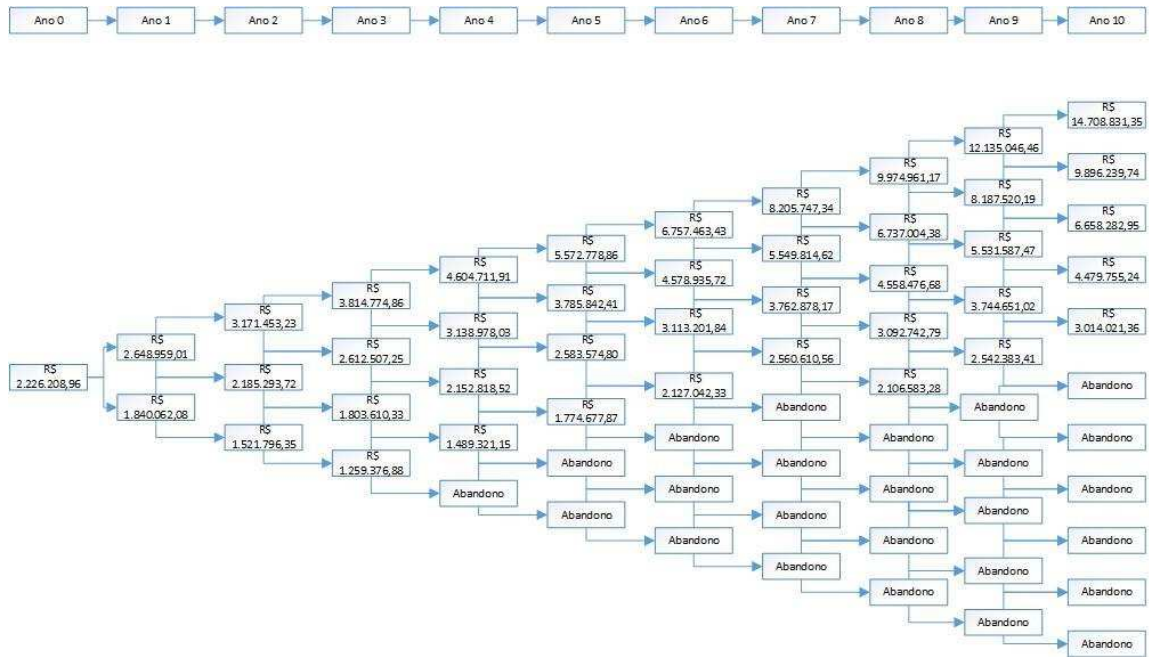 Ano 0
Ano 1
Ano 2
Ano 3
Ano 4
Ano 5
Ano 6
Ano 7
Ano 8
Ano 9
Ano 10
R$
2.226.208,96
R$
2.648.959,01
R$
1.840.062,08
R$
3.171.453,23
R$
2.185.293,72
R$
1.521.796,35
R$
3.814.774,86
R$
2.612.507,25
R$
1.803.610,33
R$
1.259.376,88
R$
4.604.711,91
R$
3.138.978,03
R$
2.152.818,52
R$
1.489.321,15
Abandono
R$
5.572.778,86
R$
3.785.842,41
R$
2.583.574,80
R$
1.774.677,87
Abandono
Abandono
R$
6.757.463,43
R$
4.578.935,72
R$
3.113.201,84
R$
2.127.042,33
Abandono
Abandono
Abandono
R$
8.205.747,34
R$
5.549.814,62
R$
3.762.878,17
R$
2.560.610,56
Abandono
Abandono
Abandono
Abandono
R$
9.974.961,17
R$
6.737.004,38
R$
4.558.476,68
R$
3.092.742,79
R$
2.106.583,28
Abandono
Abandono
Abandono
Abandono
R$
12.135.046,46
R$
8.187.520,19
R$
5.531.587,47
R$
3.744.651,02
R$
2.542.383,41
Abandono
Abandono
Abandono
Abandono
Abandono
R$
14.708.831,35
R$
9.896.239,74
R$
6.658.282,95
R$
4.479.755,24
R$
3.014.021,36
Abandono
Abandono
Abandono
Abandono
Abandono
Abandono